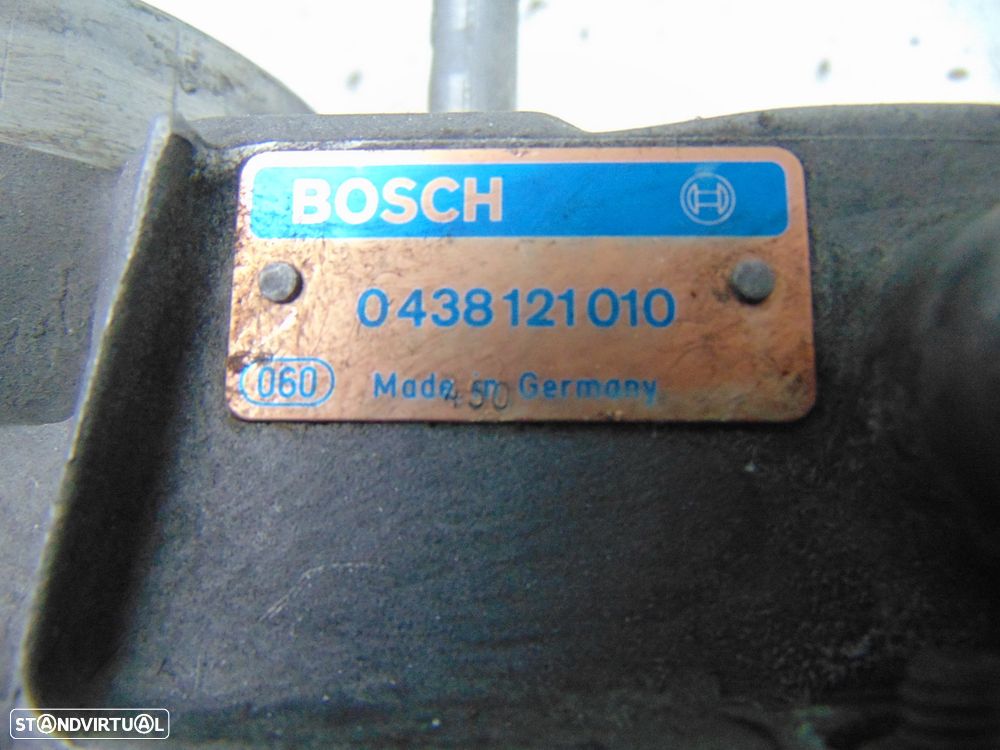 BOSCH
0 438 121 010
060 Made in Germany
450
STANDVIRTUAL